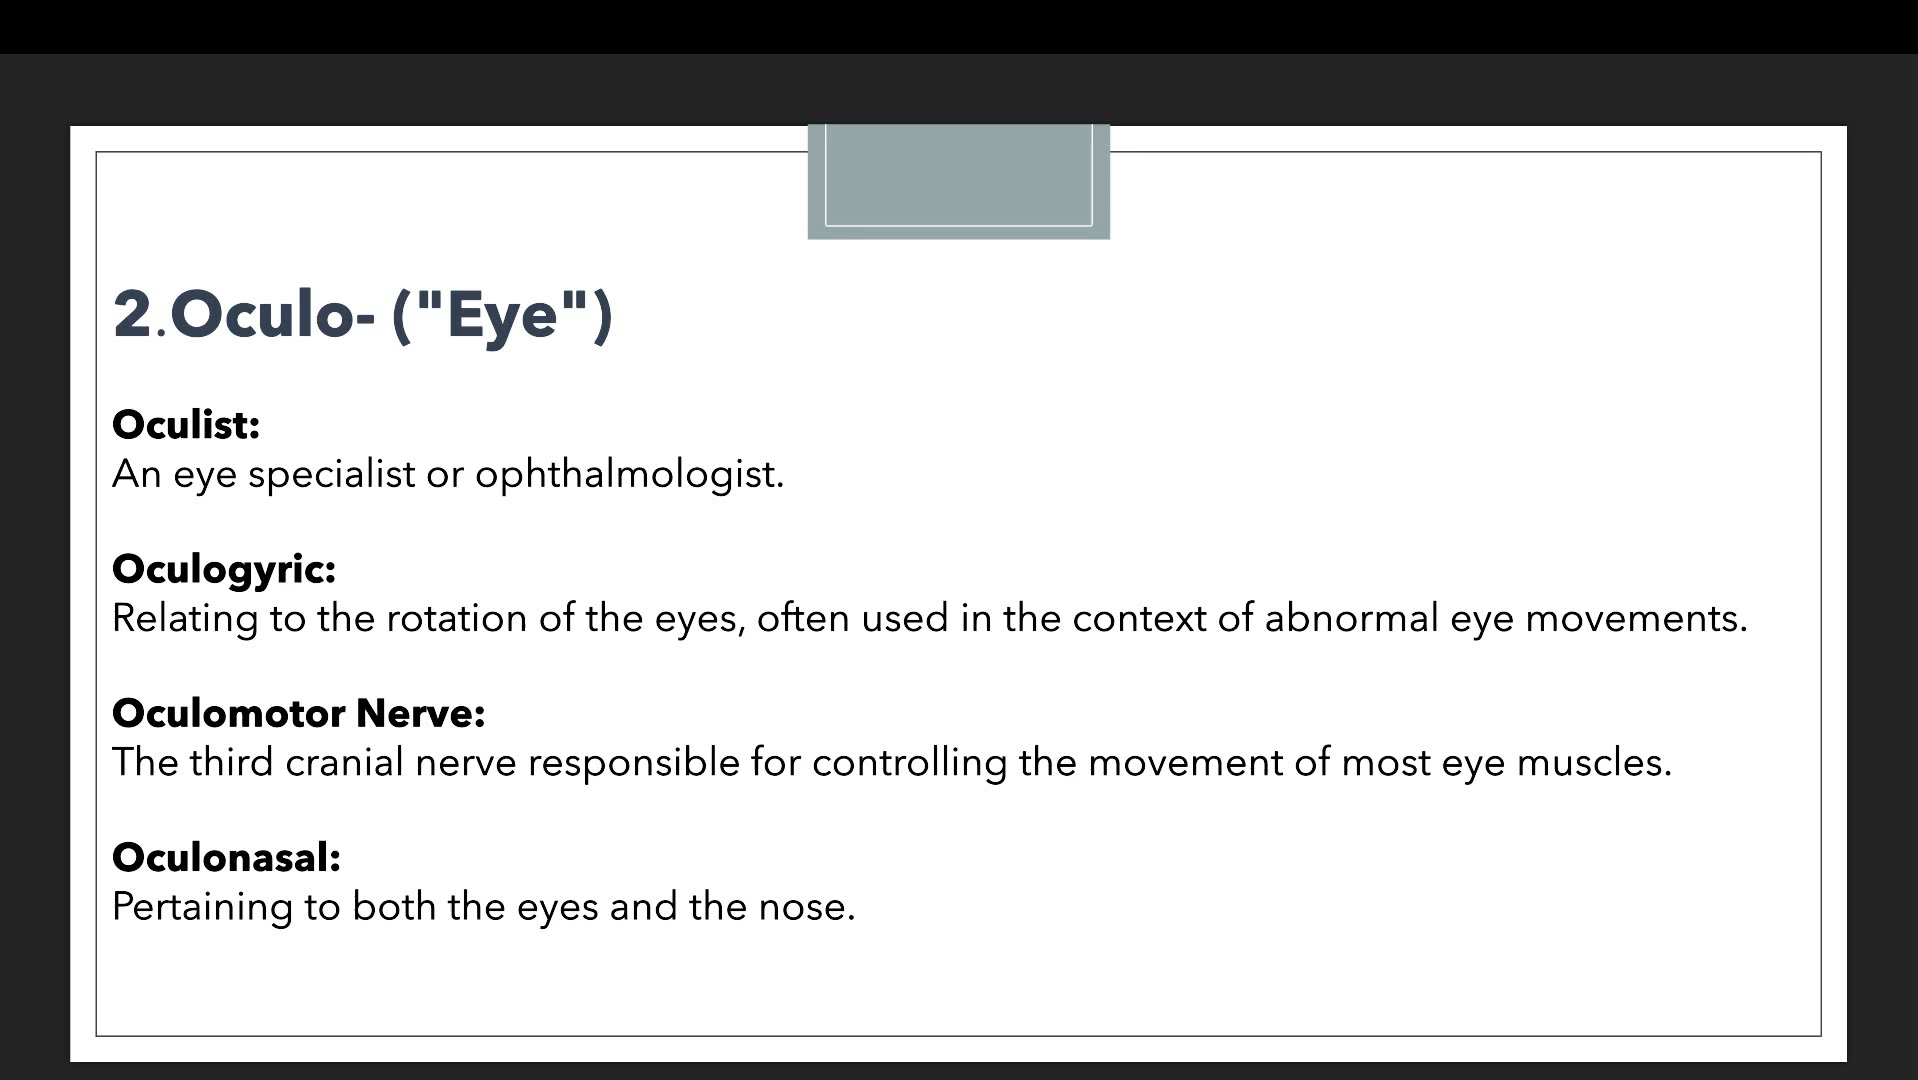 2.Oculo- ("Eye")
Oculist:
An eye specialist or ophthalmologist.
Oculogyric:
Relating to the rotation of the eyes, often used in the context of abnormal eye movements.
Oculomotor Nerve:
The third cranial nerve responsible for controlling the movement of most eye muscles.
Oculonasal:
Pertaining to both the eyes and the nose.